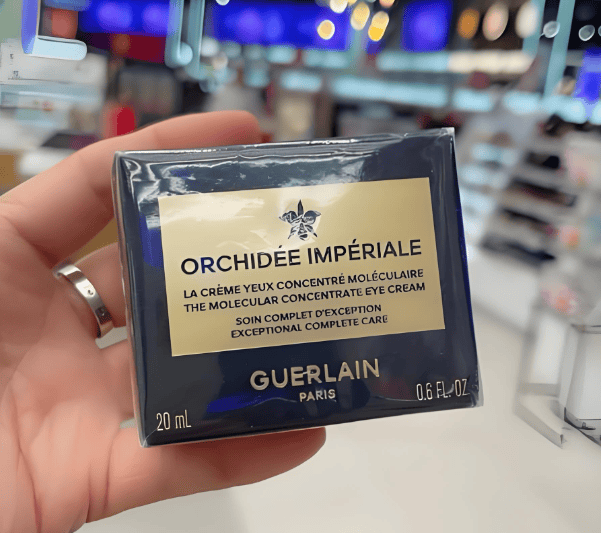 ORCHIDÉE IMPÉRIALE
LA CRÈME YEUX CONCENTRÉ MOLÉCULAIRE
THE MOLECULAR CONCENTRATE EYE CREAM
SOIN COMPLET D'EXCEPTION
EXCEPTIONAL COMPLETE CARE
GUERLAIN
PARIS
20 mL
0.6 FL. OZ